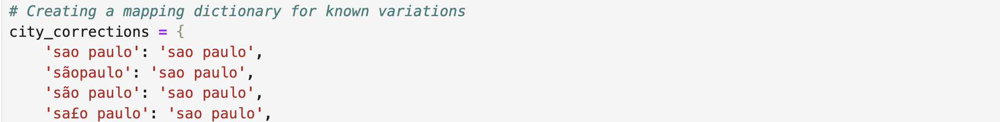 # Creating a mapping dictionary for known variations
city_corrections = {
    'sao paulo': 'sao paulo',
    'sãopaulo': 'sao paulo',
    'são paulo': 'sao paulo',
    'sa£o paulo': 'sao paulo',